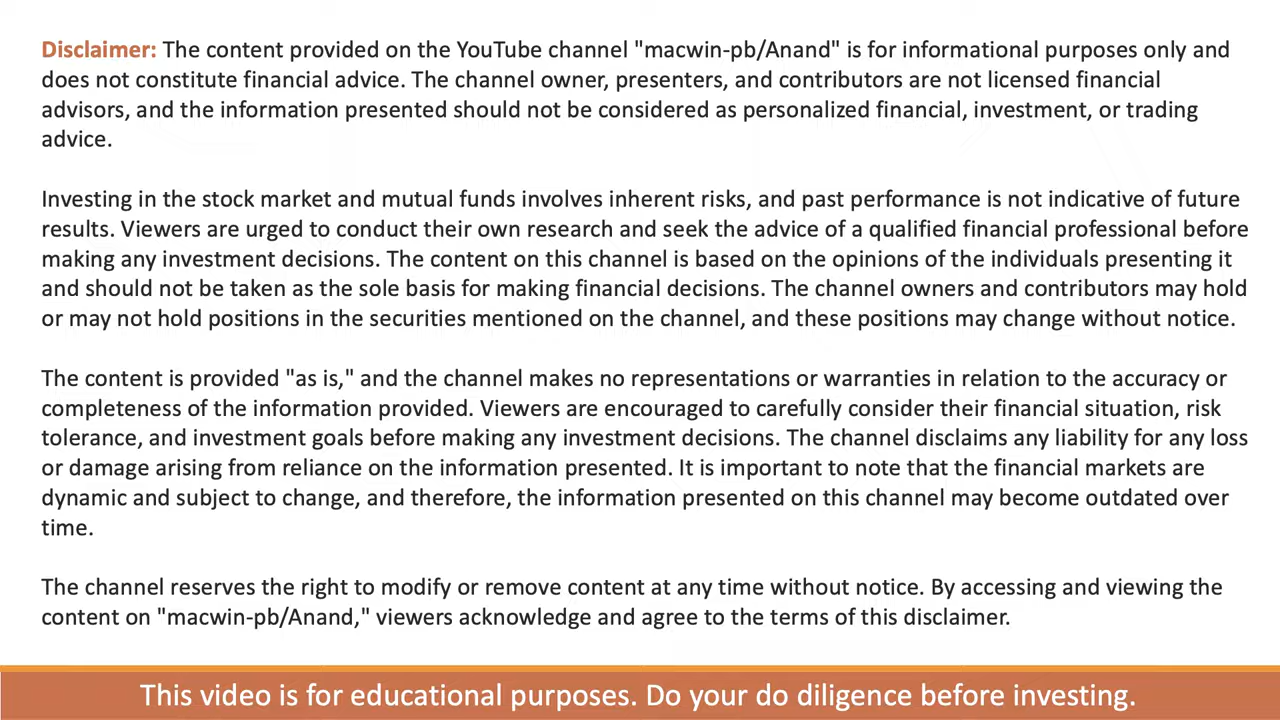 Disclaimer: The content provided on the YouTube channel "macwin-pb/Anand" is for informational purposes only and
does not constitute financial advice. The channel owner, presenters, and contributors are not licensed financial
advisors, and the information presented should not be considered as personalized financial, investment, or trading
advice.
Investing in the stock market and mutual funds involves inherent risks, and past performance is not indicative of future
results. Viewers are urged to conduct their own research and seek the advice of a qualified financial professional before
making any investment decisions. The content on this channel is based on the opinions of the individuals presenting it
and should not be taken as the sole basis for making financial decisions. The channel owners and contributors may hold
or may not hold positions in the securities mentioned on the channel, and these positions may change without notice.
The content is provided "as is," and the channel makes no representations or warranties in relation to the accuracy or
completeness of the information provided. Viewers are encouraged to carefully consider their financial situation, risk
tolerance, and investment goals before making any investment decisions. The channel disclaims any liability for any loss
or damage arising from reliance on the information presented. It is important to note that the financial markets are
dynamic and subject to change, and therefore, the information presented on this channel may become outdated over
time.
The channel reserves the right to modify or remove content at any time without notice. By accessing and viewing the
content on "macwin-pb/Anand," viewers acknowledge and agree to the terms of this disclaimer.
This video is for educational purposes. Do your do diligence before investing.